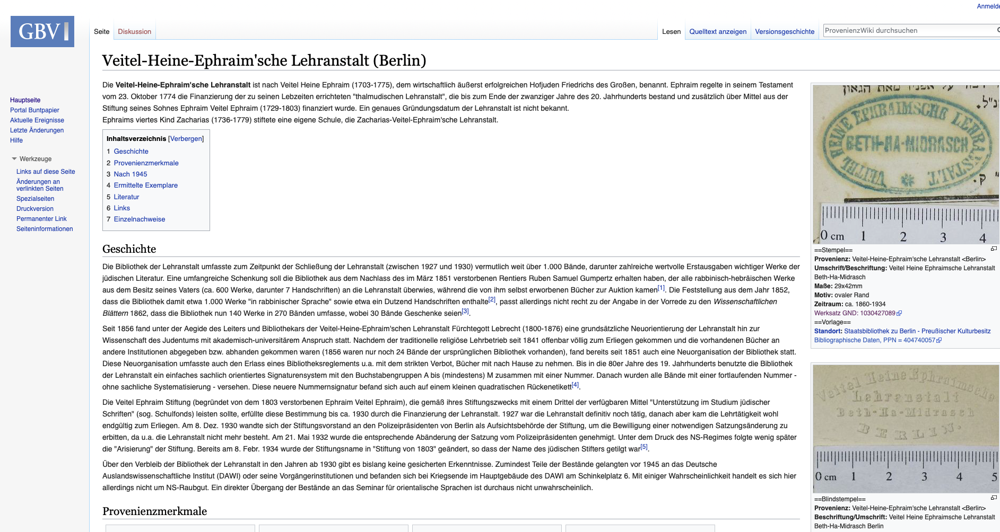 Anmelde
GBV
Seite
Diskussion
Lesen
Quelltext anzeigen
Versionsgeschichte
ProvenienzWiki durchsuchen
Hauptseite
Portal Buntpapier
Aktuelle Ereignisse
Letzte Änderungen
Hilfe
Werkzeuge
Links auf diese Seite
Änderungen an
verlinkten Seiten
Spezialseiten
Druckversion
Permanenter Link
Seiteninformationen
Veitel-Heine-Ephraim'sche Lehranstalt (Berlin)
Die Veitel-Heine-Ephraim'sche Lehranstalt ist nach Veitel Heine Ephraim (1703-1775), dem wirtschaftlich äußerst erfolgreichen Hofjuden Friedrichs des Großen, benannt. Ephraim regelte in seinem Testament
vom 23. Oktober 1774 die Finanzierung der zu seinen Lebzeiten errichteten "thalmudischen Lehranstalt", die bis zum Ende der zwanziger Jahre des 20. Jahrhunderts bestand und zusätzlich über Mittel aus der
Stiftung seines Sohnes Ephraim Veitel Ephraim (1729-1803) finanziert wurde. Ein genaues Gründungsdatum der Lehranstalt ist nicht bekannt.
Ephraims viertes Kind Zacharias (1736-1779) stiftete eine eigene Schule, die Zacharias-Veitel-Ephraim'sche Lehranstalt.
Inhaltsverzeichnis [Verbergen]
1 Geschichte
2 Provenienzmerkmale
3 Nach 1945
4 Ermittelte Exemplare
5 Literatur
6 Links
7 Einzelnachweise
Geschichte
Die Bibliothek der Lehranstalt umfasste zum Zeitpunkt der Schließung der Lehranstalt (zwischen 1927 und 1930) vermutlich weit über 1.000 Bände, darunter zahlreiche wertvolle Erstausgaben wichtiger Werke der
jüdischen Literatur. Eine umfangreiche Schenkung soll die Bibliothek aus dem Nachlass des im März 1851 verstorbenen Rentiers Ruben Samuel Gumpertz erhalten haben, der alle rabbinisch-hebräischen Werke
aus dem Besitz seines Vaters (ca. 600 Werke, darunter 7 Handschriften) an die Lehranstalt überwies, während die von ihm selbst erworbenen Bücher zur Auktion kamen[1]. Die Feststellung aus dem Jahr 1852,
dass die Bibliothek damit etwa 1.000 Werke "in rabbinischer Sprache" sowie etwa ein Dutzend Handschriften enthalte[2], passt allerdings nicht recht zu der Angabe in der Vorrede zu den Wissenschaftlichen
Blättern 1862, dass die Bibliothek nun 140 Werke in 270 Bänden umfasse, wobei 30 Bände Geschenke seien[3].
Seit 1856 fand unter der Aegide des Leiters und Bibliothekars der Veitel-Heine-Ephraim'schen Lehranstalt Fürchtegott Lebrecht (1800-1876) eine grundsätzliche Neuorientierung der Lehranstalt hin zur
Wissenschaft des Judentums mit akademisch-universitärem Anspruch statt. Nachdem der traditionelle religiöse Lehrbetrieb seit 1841 offenbar völlig zum Erliegen gekommen und die vorhandenen Bücher an
andere Institutionen abgegeben bzw. abhanden gekommen waren (1856 waren nur noch 24 Bände der ursprünglichen Bibliothek vorhanden), fand bereits seit 1851 auch eine Neuorganisation der Bibliothek statt.
Diese Neuorganisation umfasste auch den Erlass eines Bibliotheksreglements u.a. mit dem strikten Verbot, Bücher mit nach Hause zu nehmen. Bis in die 80er Jahre des 19. Jahrhunderts benutzte die Bibliothek
der Lehranstalt ein einfaches sachlich orientiertes Signaturensystem mit den Buchstabengruppen A bis (mindestens) M zusammen mit einer Nummer. Danach wurden alle Bände mit einer fortlaufenden Nummer -
ohne sachliche Systematisierung - versehen. Diese neuere Nummernsignatur befand sich auch auf einem kleinen quadratischen Rückenetikett[4].
Die Veitel Ephraim Stiftung (begründet von dem 1803 verstorbenen Ephraim Veitel Ephraim), die gemäß ihres Stiftungszwecks mit einem Drittel der verfügbaren Mittel "Unterstützung im Studium jüdischer
Schriften" (sog. Schulfonds) leisten sollte, erfüllte diese Bestimmung bis ca. 1930 durch die Finanzierung der Lehranstalt. 1927 war die Lehranstalt definitiv noch tätig, danach aber kam die Lehrtätigkeit wohl
endgültig zum Erliegen. Am 8. Dez. 1930 wandte sich der Stiftungsvorstand an den Polizeipräsidenten von Berlin als Aufsichtsbehörde der Stiftung, um die Bewilligung einer notwendigen Satzungsänderung zu
erbitten, da u.a. die Lehranstalt nicht mehr besteht. Am 21. Mai 1932 wurde die entsprechende Abänderung der Satzung vom Polizeipräsidenten genehmigt. Unter dem Druck des NS-Regimes folgte wenig später
die "Arisierung" der Stiftung. Bereits am 8. Febr. 1934 wurde der Stiftungsname in "Stiftung von 1803" geändert, so dass der Name des jüdischen Stifters getilgt war[5].
Über den Verbleib der Bibliothek der Lehranstalt in den Jahren ab 1930 gibt es bislang keine gesicherten Erkenntnisse. Zumindest Teile der Bestände gelangten vor 1945 an das Deutsche
Auslandswissenschaftliche Institut (DAWI) oder seine Vorgängerinstitutionen und befanden sich bei Kriegsende im Hauptgebäude des DAWI am Schinkelplatz 6. Mit einiger Wahrscheinlichkeit handelt es sich hier
allerdings nicht um NS-Raubgut. Ein direkter Übergang der Bestände an das Seminar für orientalische Sprachen ist durchaus nicht unwahrscheinlich.
Provenienzmerkmale
VEITEL HEINE EPHRAIMSCHE LEHRANSTALT
BETH-HA-MIDRASCH
0 cm 1 2 3 4
==Stempel==
Provenienz: Veitel-Heine-Ephraim'sche Lehranstalt <Berlin>
Umschrift/Beschriftung: Veitel Heine Ephraimsche Lehranstalt
Beth-Ha-Midrasch
Maße: 29x42mm
Motiv: ovaler Rand
Zeitraum: ca. 1860-1934
Werksatz GND: 1030427089
==Vorlage==
Standort: Staatsbibliothek zu Berlin - Preußischer Kulturbesitz
Bibliographische Daten, PPN = 404740057
Veitel Heine Ephraimsche
Lehrenstalt
Beth-Ha-Midrasch
BERLIN.
0 cm 1 2 3 4 5
==Blindstempel==
Provenienz: Veitel-Heine-Ephraim'sche Lehranstalt <Berlin>
Beschriftung/Umschrift: Veitel Heine Ephraimsche Lehranstalt
Beth-Ha-Midrasch Berlin